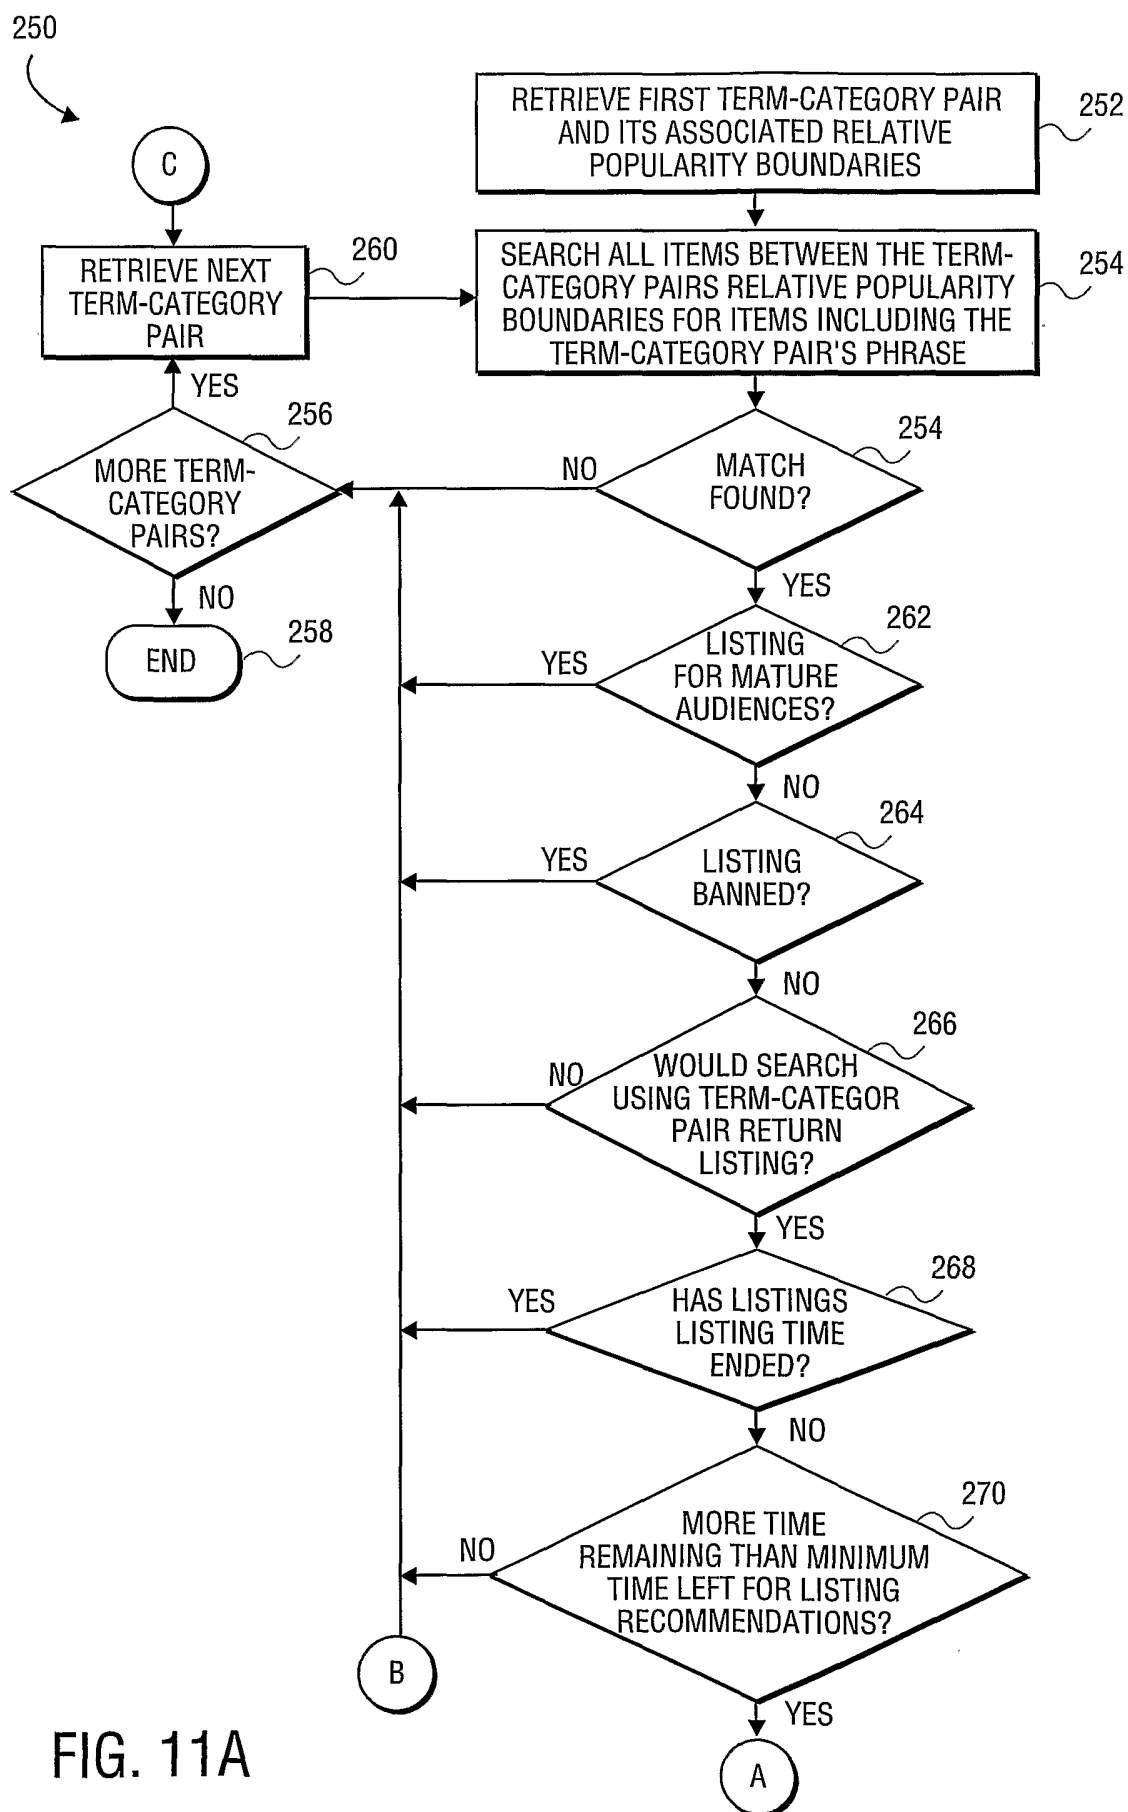 250
RETRIEVE FIRST TERM-CATEGORY PAIR
AND ITS ASSOCIATED RELATIVE
POPULARITY BOUNDARIES
252
C
RETRIEVE NEXT
TERM-CATEGORY
PAIR
260
SEARCH ALL ITEMS BETWEEN THE TERM-
CATEGORY PAIRS RELATIVE POPULARITY
BOUNDARIES FOR ITEMS INCLUDING THE
TERM-CATEGORY PAIR'S PHRASE
254
YES
MORE TERM-
CATEGORY
PAIRS?
256
NO
MATCH
FOUND?
254
NO
END
258
YES
LISTING
FOR MATURE
AUDIENCES?
262
YES
NO
LISTING
BANNED?
264
YES
NO
WOULD SEARCH
USING TERM-CATEGOR
PAIR RETURN
LISTING?
266
NO
YES
HAS LISTINGS
LISTING TIME
ENDED?
268
YES
NO
MORE TIME
REMAINING THAN MINIMUM
TIME LEFT FOR LISTING
RECOMMENDATIONS?
270
NO
B
YES
A
FIG. 11A